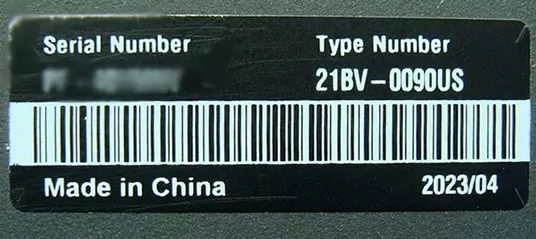 Serial Number Type Number
21BV-0090US
Made in China 2023/04